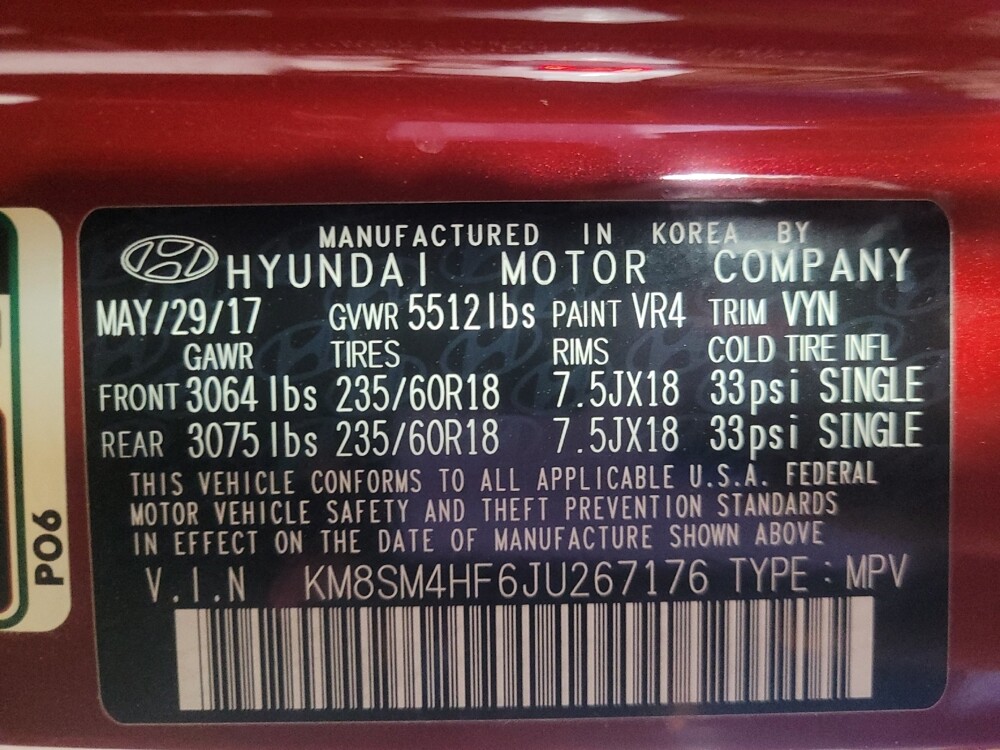 MANUFACTURED IN KOREA BY
HYUNDAI MOTOR COMPANY
MAY/29/17 GVWR 5512lbs PAINT VR4 TRIM VYN
GAWR TIRES RIMS COLD TIRE INFL
FRONT 3064 lbs 235/60R18 7.5JX18 33psi SINGLE
REAR 3075 lbs 235/60R18 7.5JX18 33psi SINGLE
THIS VEHICLE CONFORMS TO ALL APPLICABLE U.S.A. FEDERAL
MOTOR VEHICLE SAFETY AND THEFT PREVENTION STANDARDS
IN EFFECT ON THE DATE OF MANUFACTURE SHOWN ABOVE
V.I.N KM8SM4HF6JU267176 TYPE : MPV
PO6